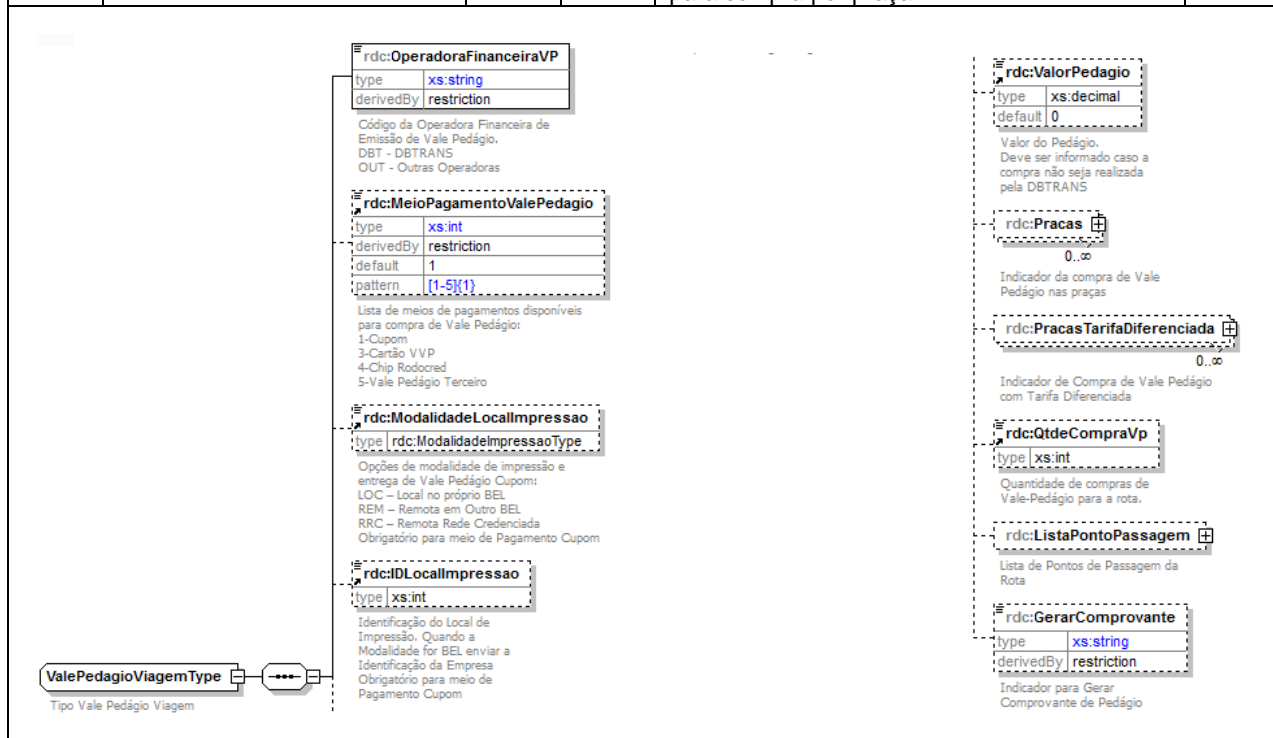 rdc:OperadoraFinanceiraVP
type xs:string
derivedBy restriction
Código da Operadora Financeira de
Emissão de Vale Pedágio.
DBT - DBTRANS
OUT - Outras Operadoras
rdc:MeioPagamentoValePedagio
type xs:int
derivedBy restriction
default 1
pattern [1-5]{1}
Lista de meios de pagamentos disponíveis
para compra de Vale Pedágio:
1-Cupom
3-Cartão VVP
4-Chip Rodocred
5-Vale Pedágio Terceiro
rdc:ModalidadeLocalImpressao
type rdc:ModalidadeImpressaoType
Opções de modalidade de impressão e
entrega de Vale Pedágio Cupom:
LOC – Local no próprio BEL
REM – Remota em Outro BEL
RRC – Remota Rede Credenciada
Obrigatório para meio de Pagamento Cupom
rdc:IDLocalImpressao
type xs:int
Identificação do Local de
Impressão. Quando a
Modalidade for BEL enviar a
Identificação da Empresa
Obrigatório para meio de
Pagamento Cupom
ValePedagioViagemType
Tipo Vale Pedágio Viagem
rdc:ValorPedagio
type xs:decimal
default 0
Valor do Pedágio.
Deve ser informado caso a
compra não seja realizada
pela DBTRANS
rdc:Pracas
0..∞
Indicador da compra de Vale
Pedágio nas praças
rdc:PracasTarifaDiferenciada
0..∞
Indicador de Compra de Vale Pedágio
com Tarifa Diferenciada
rdc:QtdeCompraVp
type xs:int
Quantidade de compras de
Vale-Pedágio para a rota.
rdc:ListaPontoPassagem
Lista de Pontos de Passagem da
Rota
rdc:GerarComprovante
type xs:string
derivedBy restriction
Indicador para Gerar
Comprovante de Pedágio